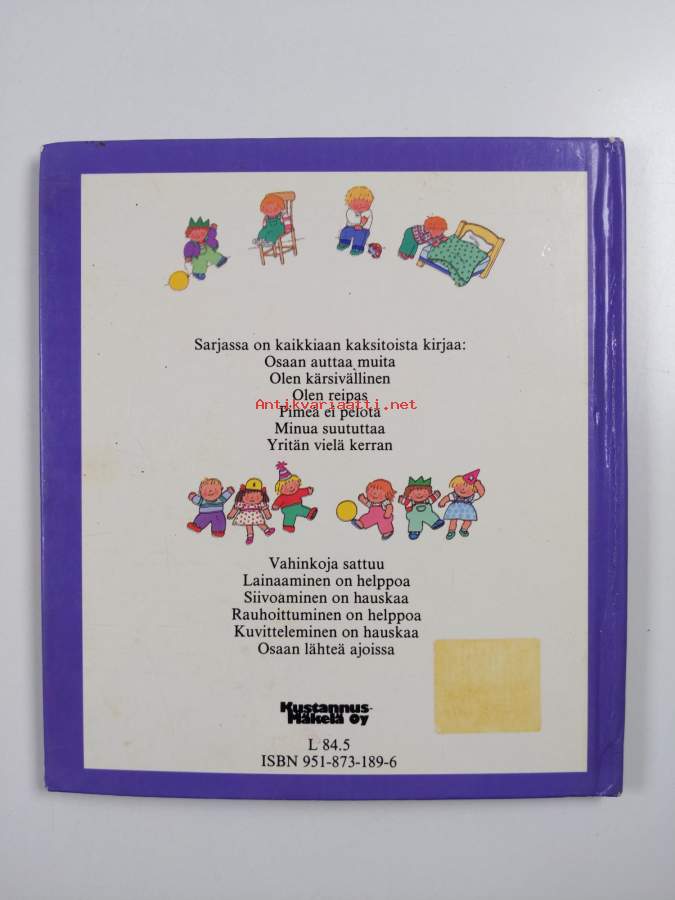 Sarjassa on kaikkiaan kaksitoista kirjaa:
Osaan auttaa muita
Olen kärsivällinen
Olen reipas
Antikvariaatti.net
Pimeä ei pelota
Minua suututtaa
Yritän vielä kerran
Vahinkoja sattuu
Lainaaminen on helppoa
Siivoaminen on hauskaa
Rauhoittuminen on helppoa
Kuvitteleminen on hauskaa
Osaan lähteä ajoissa
Kustannus-
Mäkelä Oy
L 84.5
ISBN 951-873-189-6